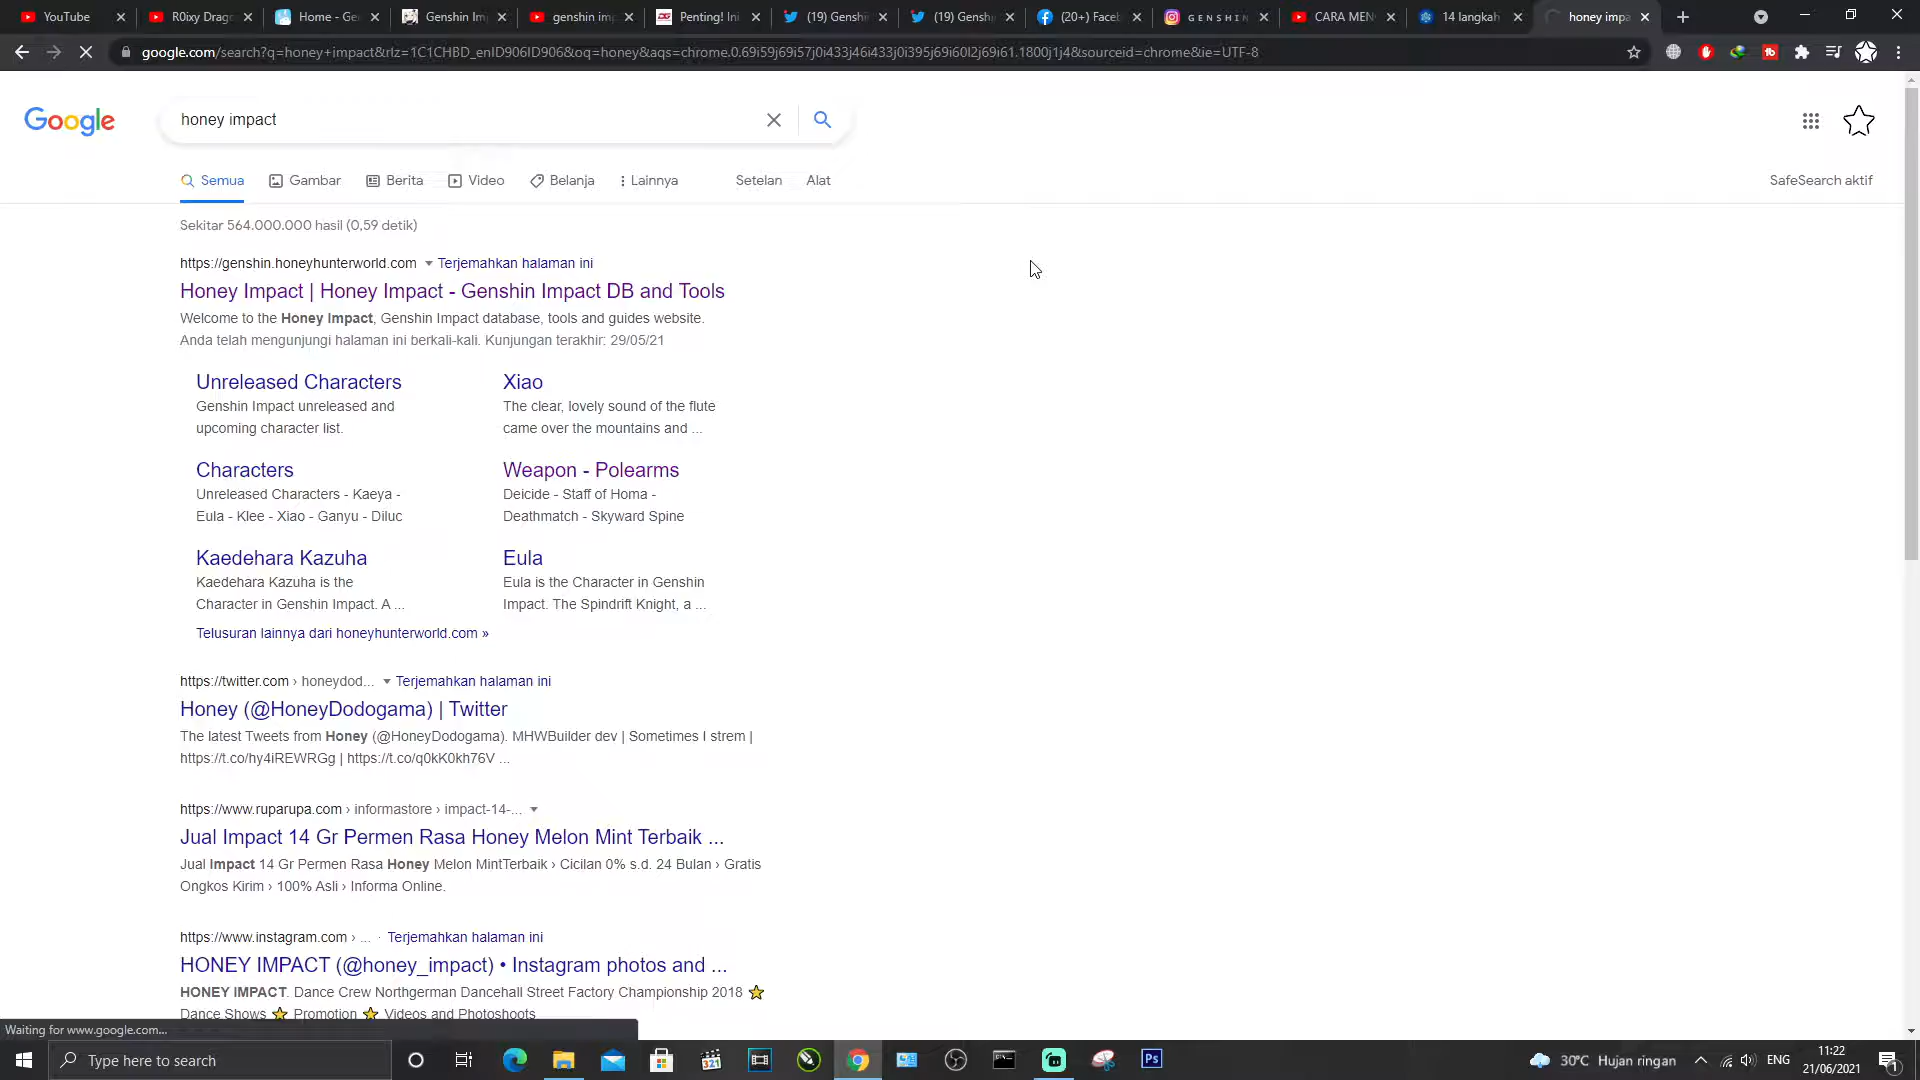 YouTube
R0ixy Drago
Home - Ge
Genshin Im
genshin im
Penting! Ini
(19) Genshi
(19) Genshi
(20+) Faceb
G E N S H I N
CARA MEN
14 langkah
honey impa
google.com/search?q=honey+impact&rlz=1C1CHBD_enID906ID906&oq=honey&aqs=chrome.0.69i59j69i57j0i433j46i433j0i395j69i60l2j69i61.1800j1j4&sourceid=chrome&ie=UTF-8
Google
honey impact
Semua
Gambar
Berita
Video
Belanja
Lainnya
Setelan
Alat
SafeSearch aktif
Sekitar 564.000.000 hasil (0,59 detik)
https://genshin.honeyhunterworld.com Terjemahkan halaman ini
Honey Impact | Honey Impact - Genshin Impact DB and Tools
Welcome to the Honey Impact, Genshin Impact database, tools and guides website.
Anda telah mengunjungi halaman ini berkali-kali. Kunjungan terakhir: 29/05/21
Unreleased Characters
Genshin Impact unreleased and
upcoming character list.
Xiao
The clear, lovely sound of the flute
came over the mountains and ...
Characters
Unreleased Characters - Kaeya -
Eula - Klee - Xiao - Ganyu - Diluc
Weapon - Polearms
Deicide - Staff of Homa -
Deathmatch - Skyward Spine
Kaedehara Kazuha
Kaedehara Kazuha is the
Character in Genshin Impact. A ...
Eula
Eula is the Character in Genshin
Impact. The Spindrift Knight, a ...
Telusuran lainnya dari honeyhunterworld.com »
https://twitter.com › honeydod... Terjemahkan halaman ini
Honey (@HoneyDodogama) | Twitter
The latest Tweets from Honey (@HoneyDodogama). MHWBuilder dev | Sometimes I strem |
https://t.co/hy4iREWRGg | https://t.co/q0kK0kh76V ...
https://www.ruparupa.com › informastore › impact-14-...
Jual Impact 14 Gr Permen Rasa Honey Melon Mint Terbaik ...
Jual Impact 14 Gr Permen Rasa Honey Melon MintTerbaik › Cicilan 0% s.d. 24 Bulan › Gratis
Ongkos Kirim › 100% Asli › Informa Online.
https://www.instagram.com › ... · Terjemahkan halaman ini
HONEY IMPACT (@honey_impact) • Instagram photos and ...
HONEY IMPACT. Dance Crew Northgerman Dancehall Street Factory Championship 2018 ⭐
Dance Shows ⭐ Promotion ⭐ Videos and Photoshoots
Waiting for www.google.com...
Type here to search
321
Ps
30°C Hujan ringan
ENG
11:22
21/06/2021
1